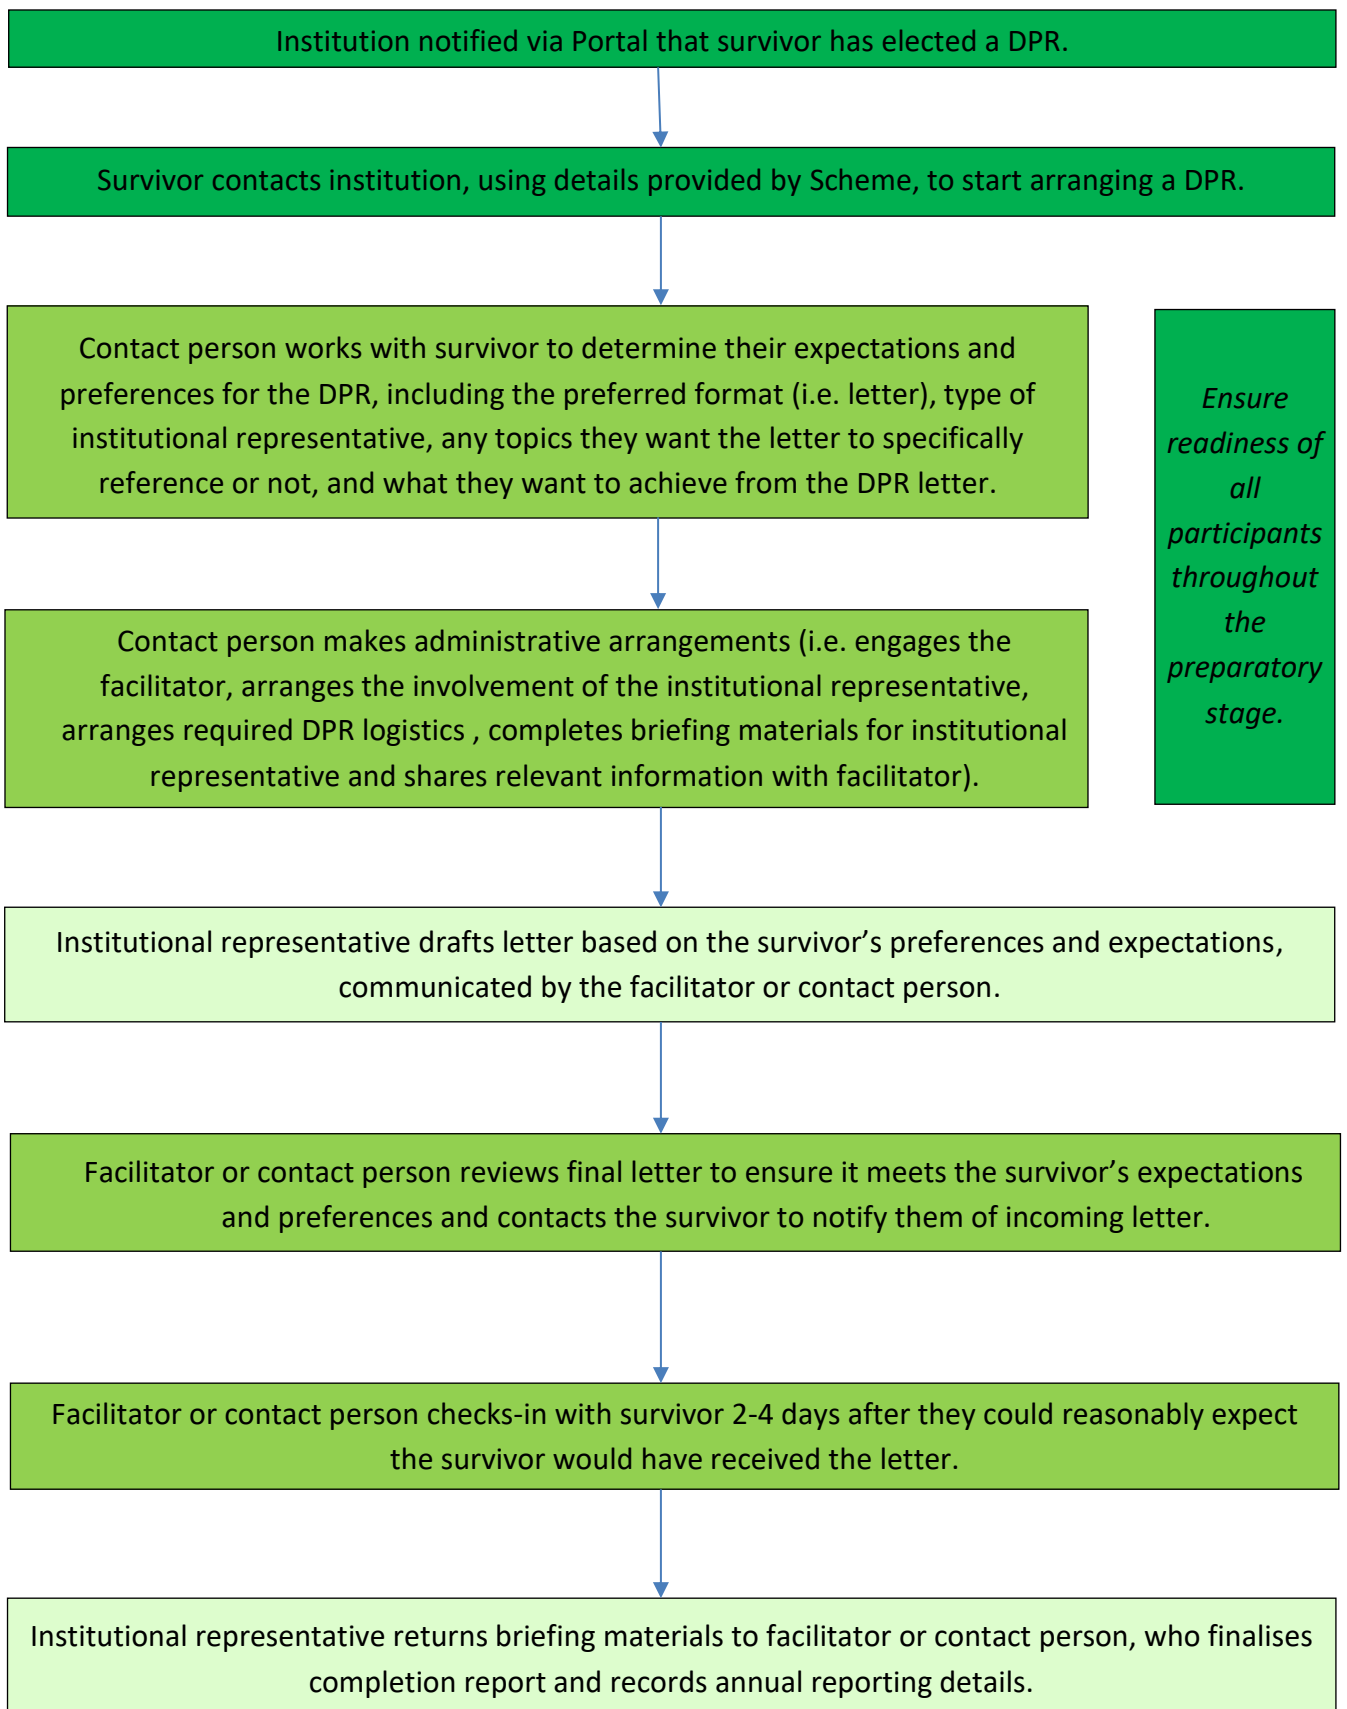 Institution notified via Portal that survivor has elected a DPR.
Survivor contacts institution, using details provided by Scheme, to start arranging a DPR.
Contact person works with survivor to determine their expectations and
preferences for the DPR, including the preferred format (i.e. letter), type of
institutional representative, any topics they want the letter to specifically
reference or not, and what they want to achieve from the DPR letter.
Ensure
readiness of
all
participants
throughout
the
preparatory
stage.
Contact person makes administrative arrangements (i.e. engages the
facilitator, arranges the involvement of the institutional representative,
arranges required DPR logistics , completes briefing materials for institutional
representative and shares relevant information with facilitator).
Institutional representative drafts letter based on the survivor’s preferences and expectations,
communicated by the facilitator or contact person.
Facilitator or contact person reviews final letter to ensure it meets the survivor’s expectations
and preferences and contacts the survivor to notify them of incoming letter.
Facilitator or contact person checks-in with survivor 2-4 days after they could reasonably expect
the survivor would have received the letter.
Institutional representative returns briefing materials to facilitator or contact person, who finalises
completion report and records annual reporting details.